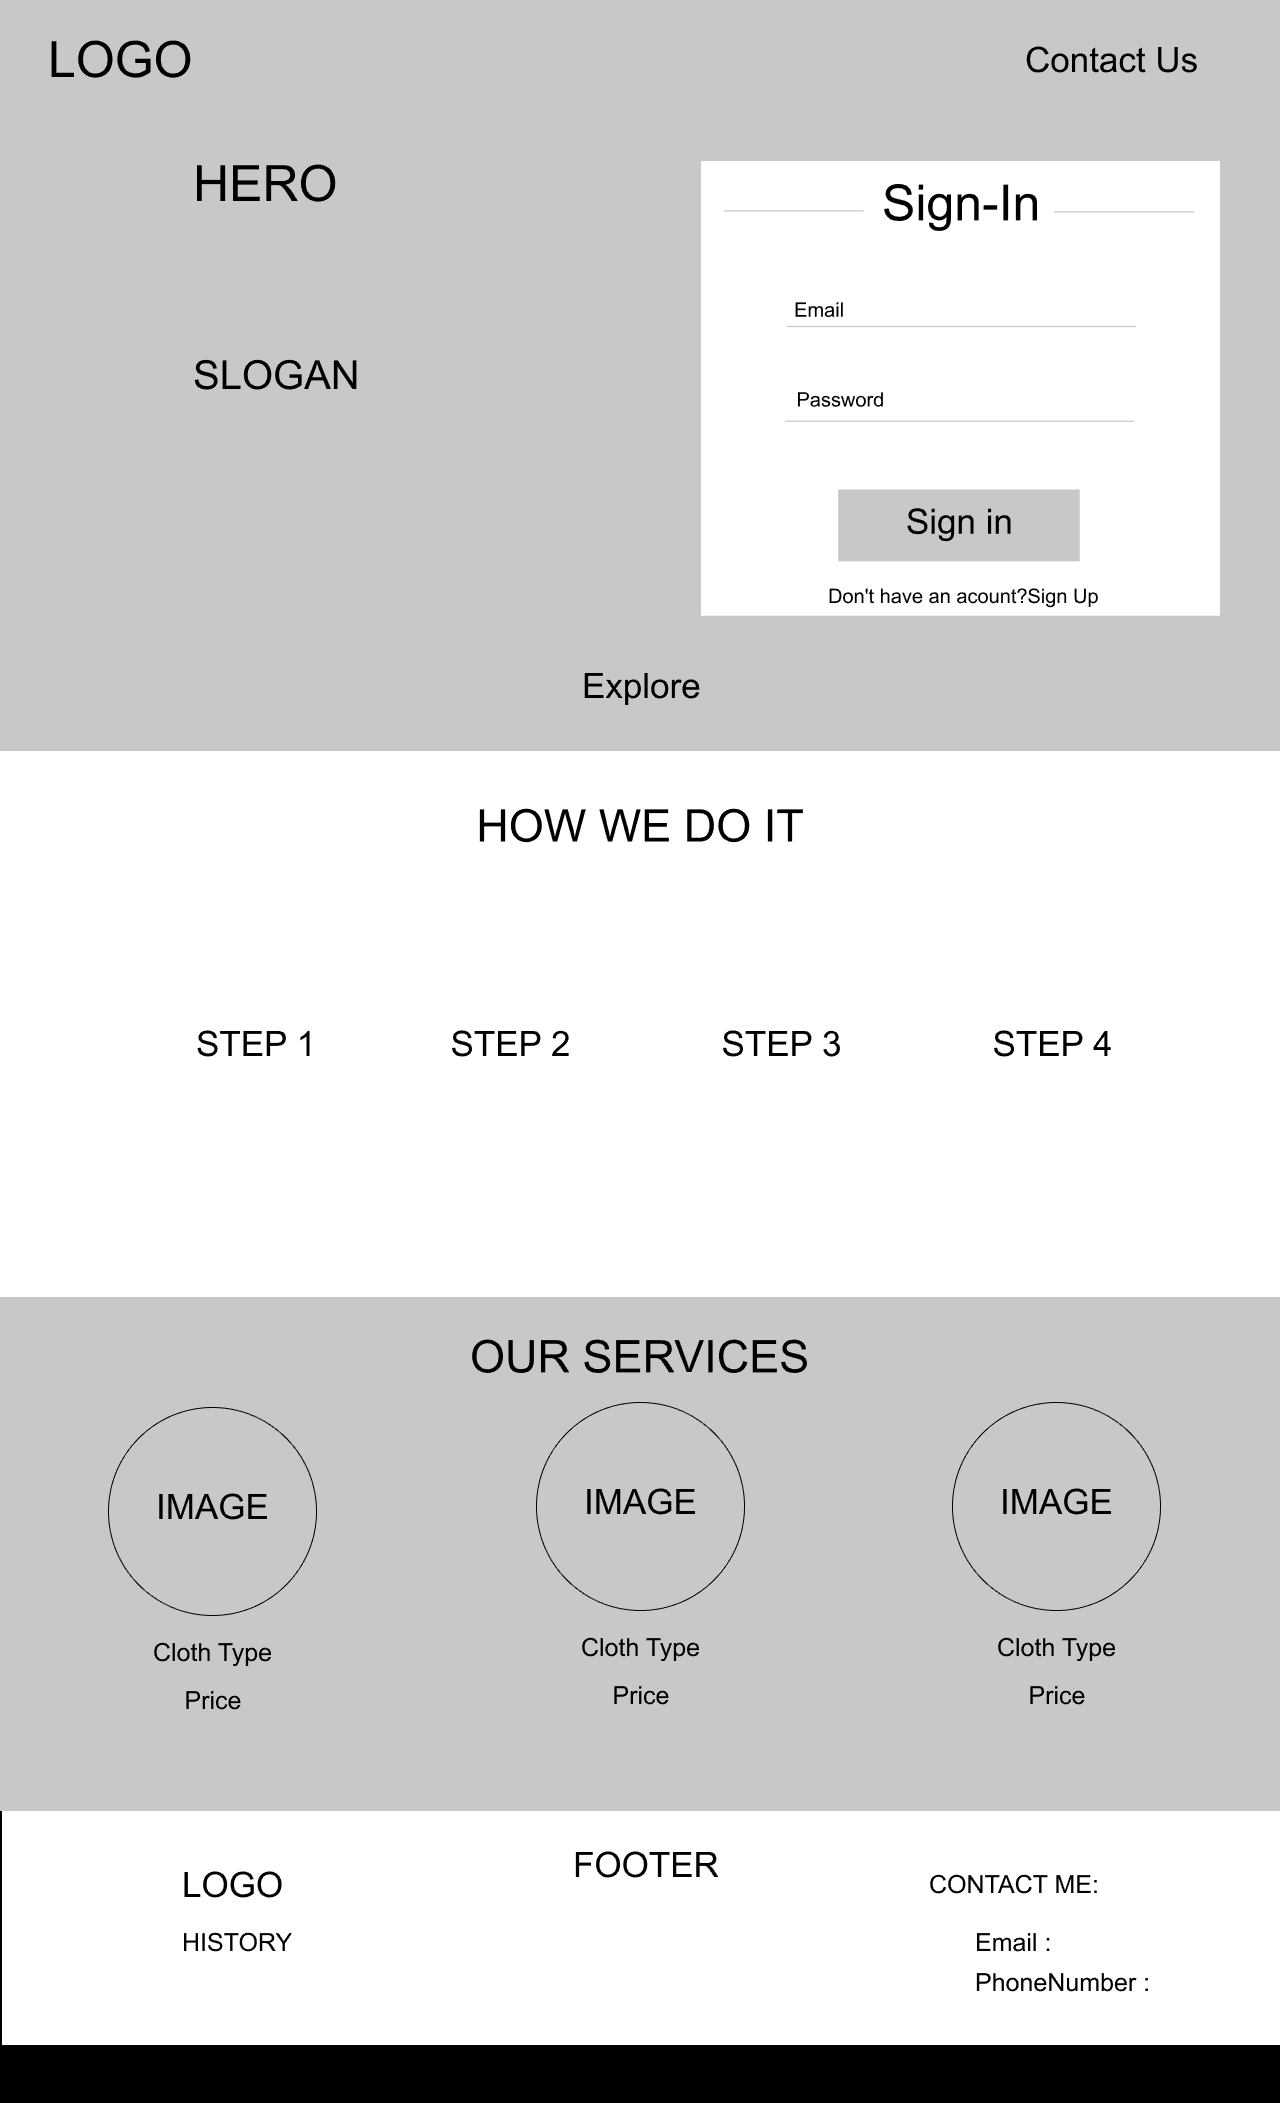 LOGO
Contact Us
HERO
SLOGAN
Sign-In
Email
Password
Sign in
Don't have an acount?Sign Up
Explore
HOW WE DO IT
STEP 1
STEP 2
STEP 3
STEP 4
OUR SERVICES
IMAGE
Cloth Type
Price
IMAGE
Cloth Type
Price
IMAGE
Cloth Type
Price
LOGO
HISTORY
FOOTER
CONTACT ME:
Email :
PhoneNumber :